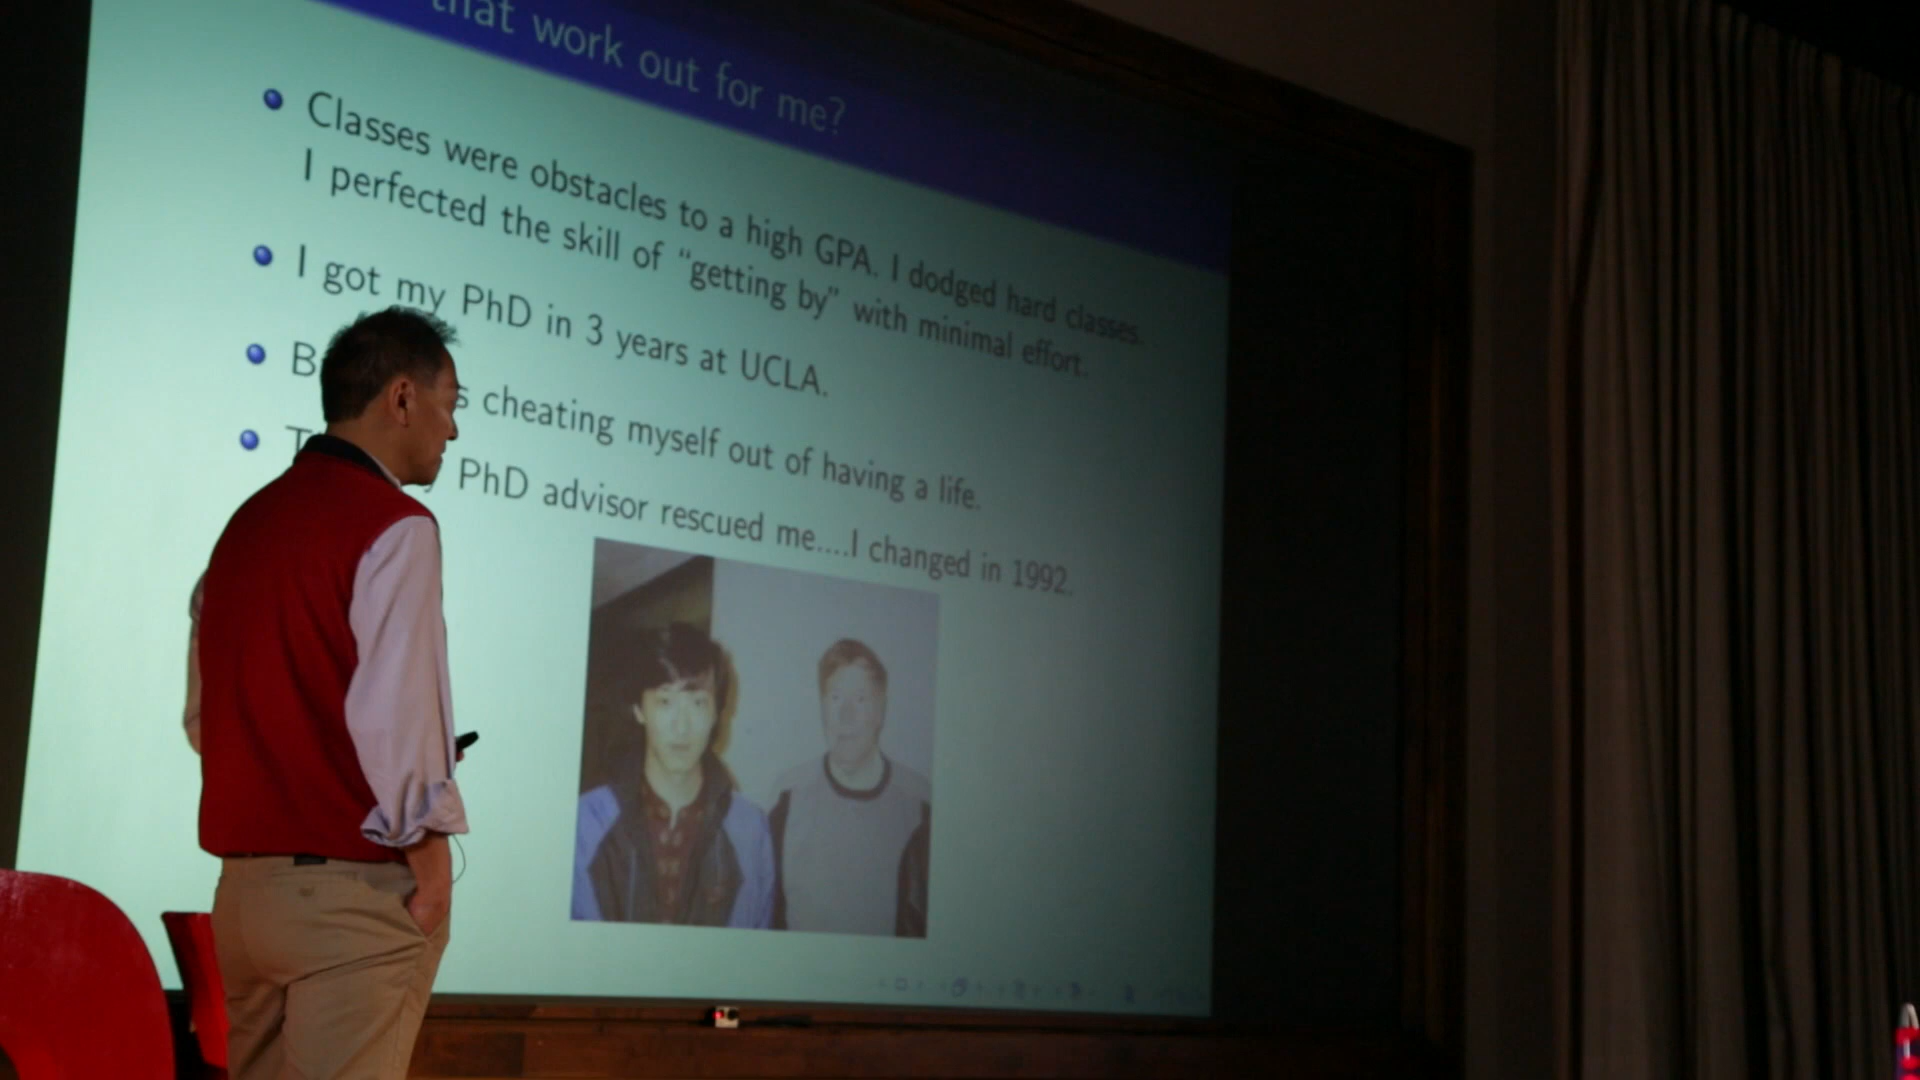 that work out for me?
Classes were obstacles to a high GPA. I dodged hard classes.
I perfected the skill of “getting by” with minimal effort.
I got my PhD in 3 years at UCLA.
cheating myself out of having a life.
PhD advisor rescued me....I changed in 1992.